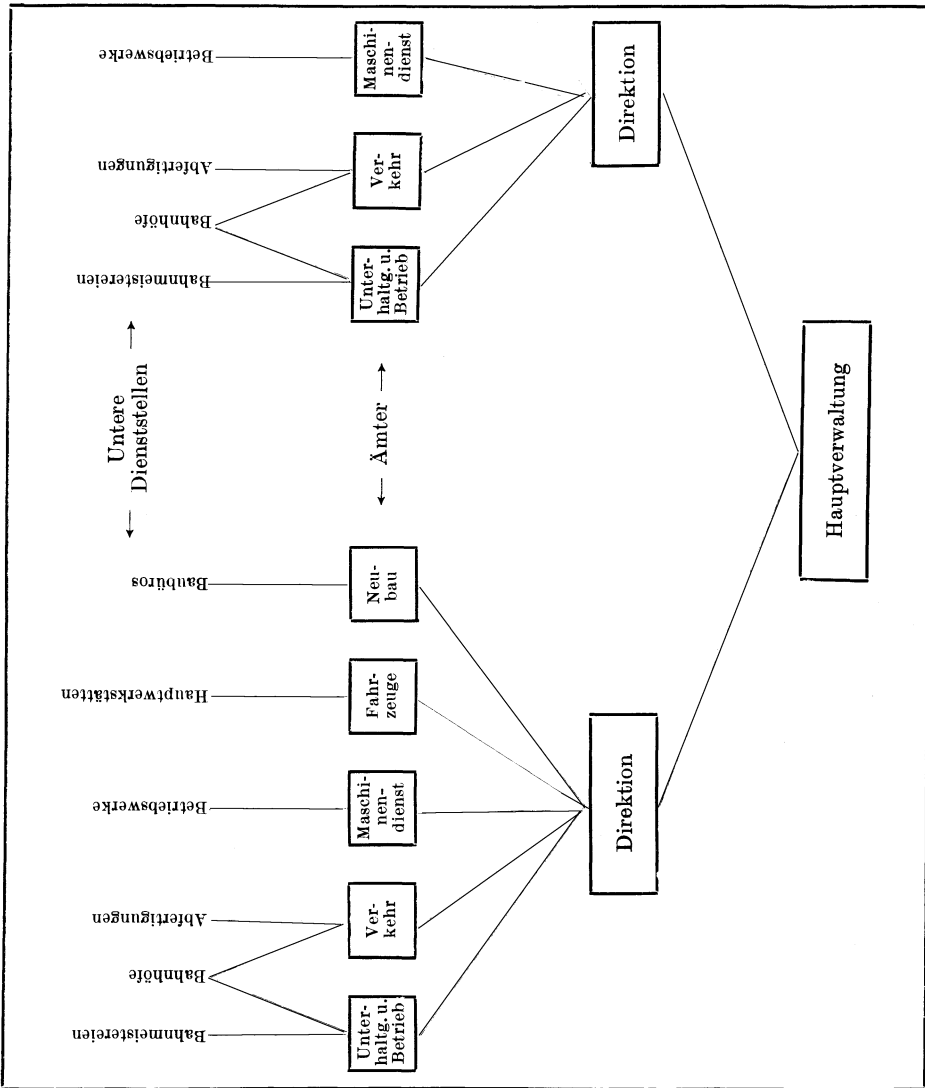 Hauptverwaltung
Direktion
Direktion
← Ämter →
Unter-
haltg. u.
Betrieb
Ver-
kehr
Maschi-
nen-
dienst
Fahr-
zeuge
Neu-
bau
Unter-
haltg. u.
Betrieb
Ver-
kehr
Maschi-
nen-
dienst
← Untere
Dienststellen →
Bahnmeistereien
Bahnhöfe
Abfertigungen
Betriebswerke
Hauptwerkstätten
Baubüros
Bahnmeistereien
Bahnhöfe
Abfertigungen
Betriebswerke